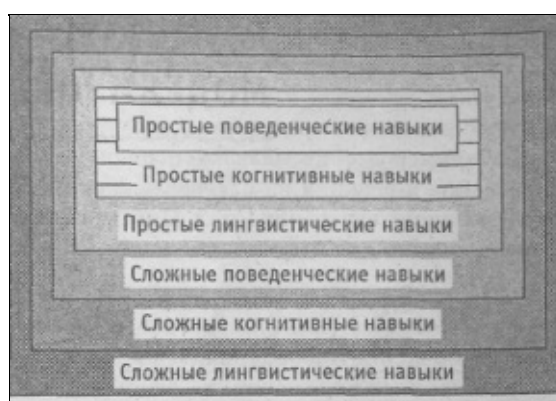 Простые поведенческие навыки
Простые когнитивные навыки
Простые лингвистические навыки
Сложные поведенческие навыки
Сложные когнитивные навыки
Сложные лингвистические навыки